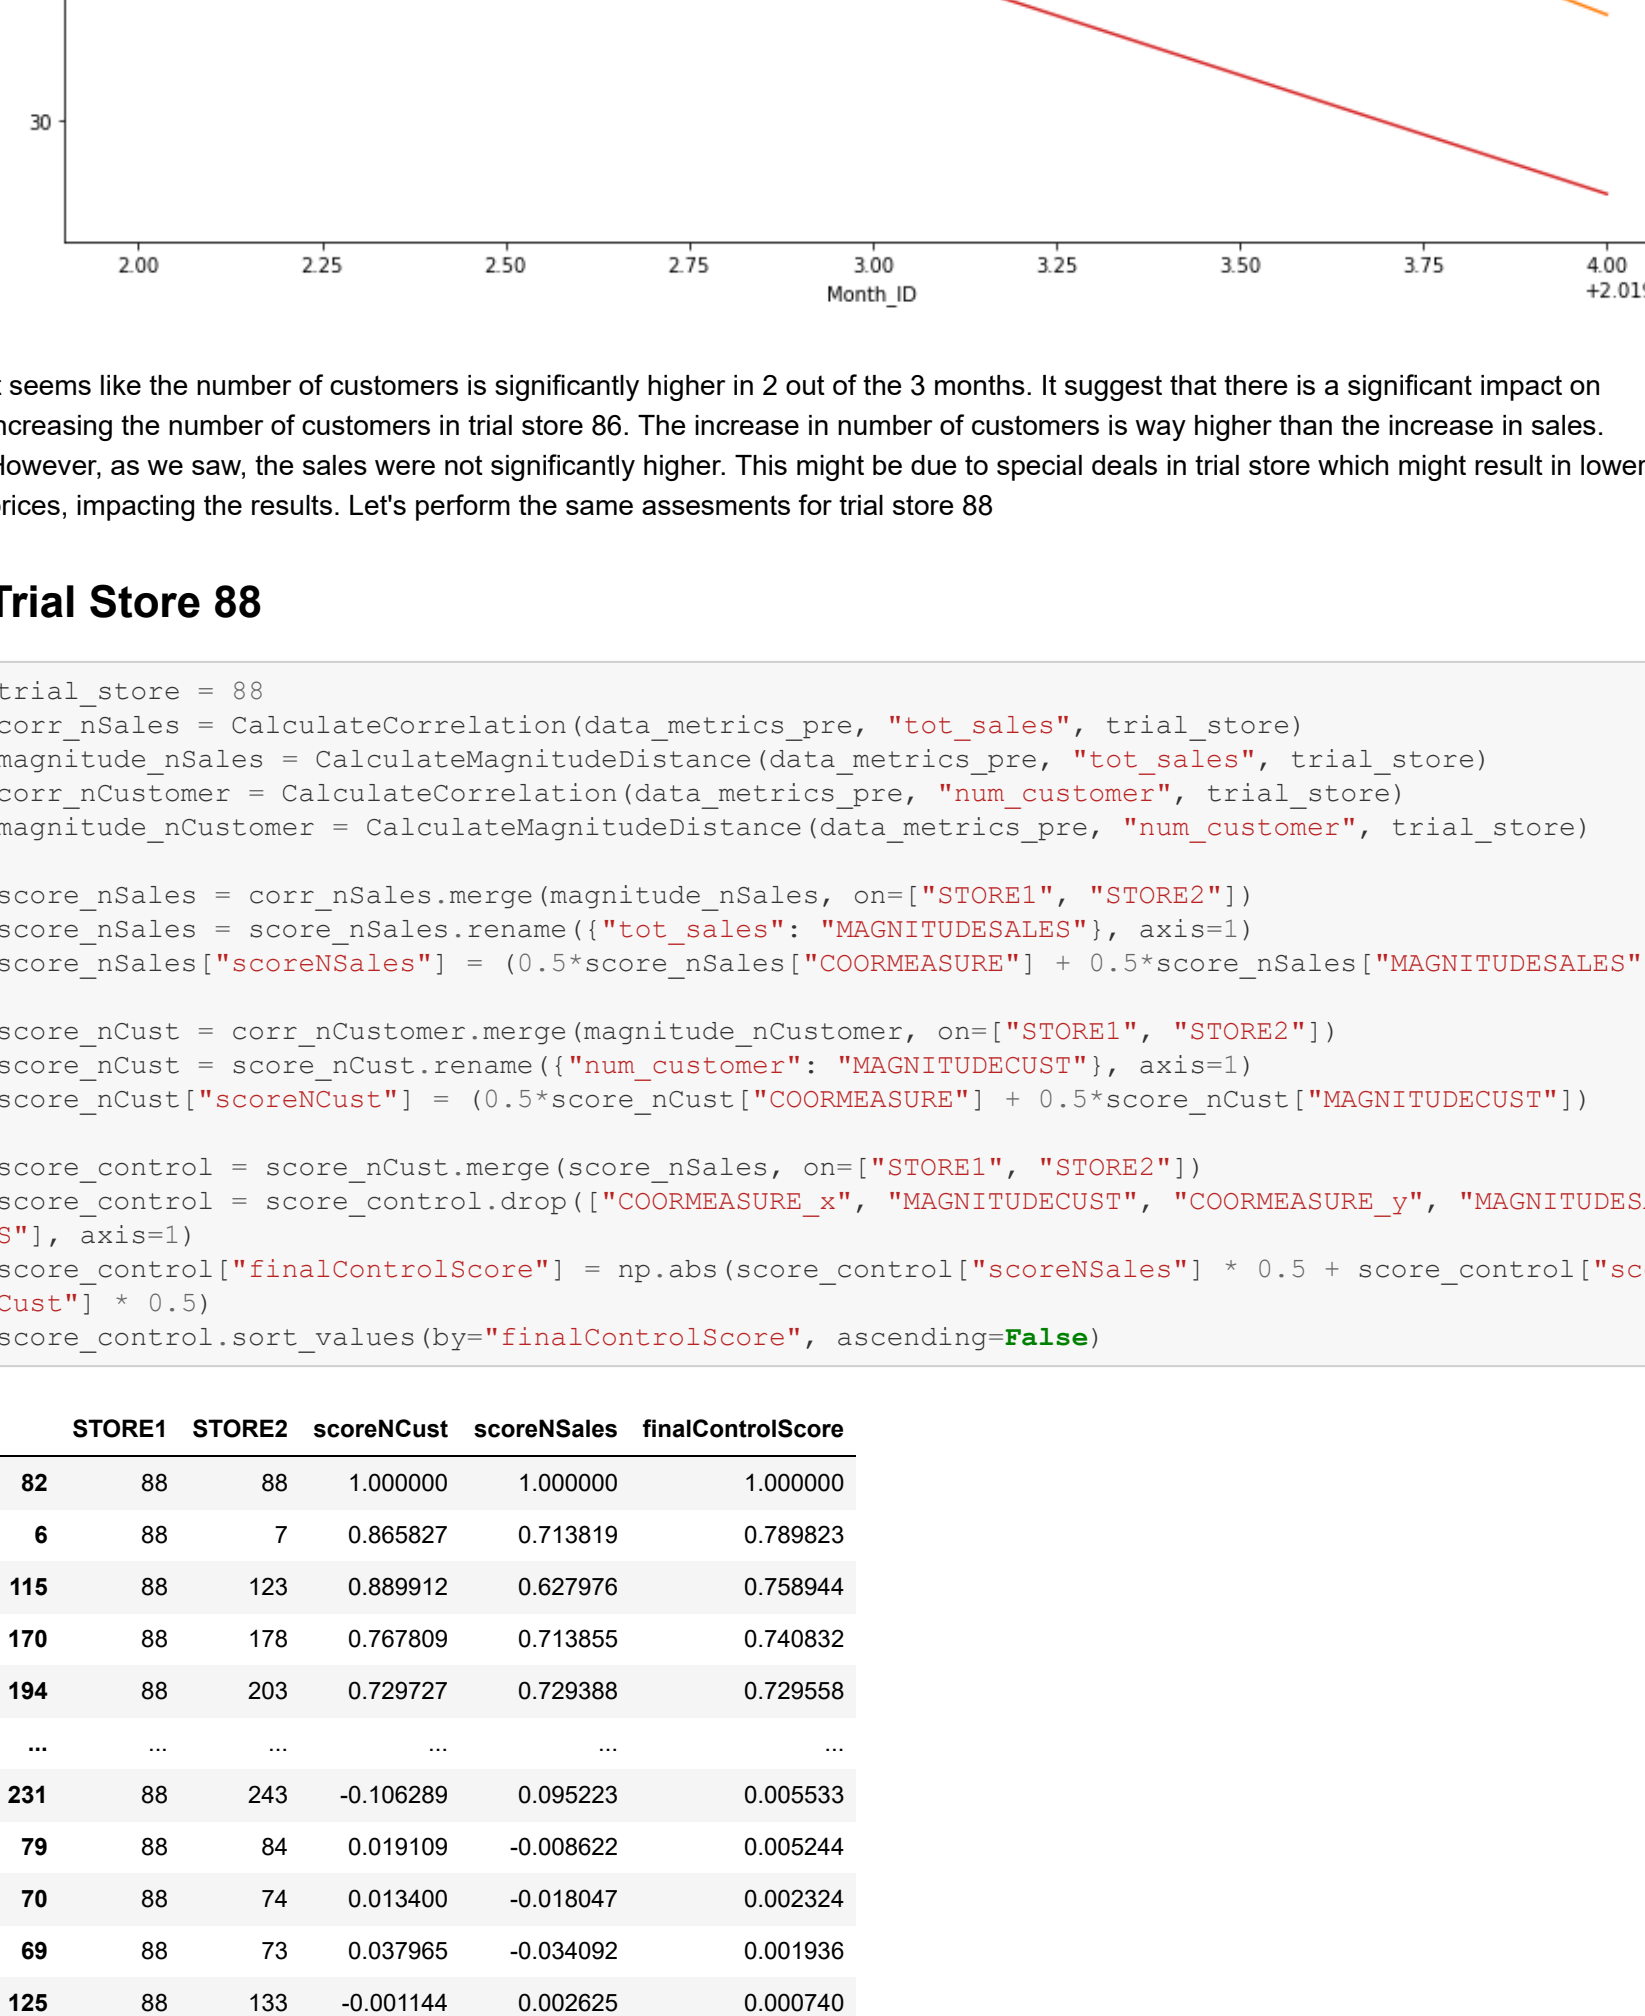 30
2.00 2.25 2.50 2.75 3.00 3.25 3.50 3.75 4.00
Month_ID +2.019
seems like the number of customers is significantly higher in 2 out of the 3 months. It suggest that there is a significant impact on
ncreasing the number of customers in trial store 86. The increase in number of customers is way higher than the increase in sales.
However, as we saw, the sales were not significantly higher. This might be due to special deals in trial store which might result in lower
rices, impacting the results. Let's perform the same assesments for trial store 88
Trial Store 88
trial_store = 88
corr_nSales = CalculateCorrelation(data_metrics_pre, "tot_sales", trial_store)
magnitude_nSales = CalculateMagnitudeDistance(data_metrics_pre, "tot_sales", trial_store)
corr_nCustomer = CalculateCorrelation(data_metrics_pre, "num_customer", trial_store)
magnitude_nCustomer = CalculateMagnitudeDistance(data_metrics_pre, "num_customer", trial_store)
score_nSales = corr_nSales.merge(magnitude_nSales, on=["STORE1", "STORE2"])
score_nSales = score_nSales.rename({"tot_sales": "MAGNITUDESALES"}, axis=1)
score_nSales["scoreNSales"] = (0.5*score_nSales["COORMEASURE"] + 0.5*score_nSales["MAGNITUDESALES"
score_nCust = corr_nCustomer.merge(magnitude_nCustomer, on=["STORE1", "STORE2"])
score_nCust = score_nCust.rename({"num_customer": "MAGNITUDECUST"}, axis=1)
score_nCust["scoreNCust"] = (0.5*score_nCust["COORMEASURE"] + 0.5*score_nCust["MAGNITUDECUST"])
score_control = score_nCust.merge(score_nSales, on=["STORE1", "STORE2"])
score_control = score_control.drop(["COORMEASURE_x", "MAGNITUDECUST", "COORMEASURE_y", "MAGNITUDESA
S"], axis=1)
score_control["finalControlScore"] = np.abs(score_control["scoreNSales"] * 0.5 + score_control["sc
Cust"] * 0.5)
score_control.sort_values(by="finalControlScore", ascending=False)
STORE1 STORE2 scoreNCust scoreNSales finalControlScore
82 88 88 1.000000 1.000000 1.000000
6 88 7 0.865827 0.713819 0.789823
115 88 123 0.889912 0.627976 0.758944
170 88 178 0.767809 0.713855 0.740832
194 88 203 0.729727 0.729388 0.729558
... ... ... ... ... ...
231 88 243 -0.106289 0.095223 0.005533
79 88 84 0.019109 -0.008622 0.005244
70 88 74 0.013400 -0.018047 0.002324
69 88 73 0.037965 -0.034092 0.001936
125 88 133 -0.001144 0.002625 0.000740